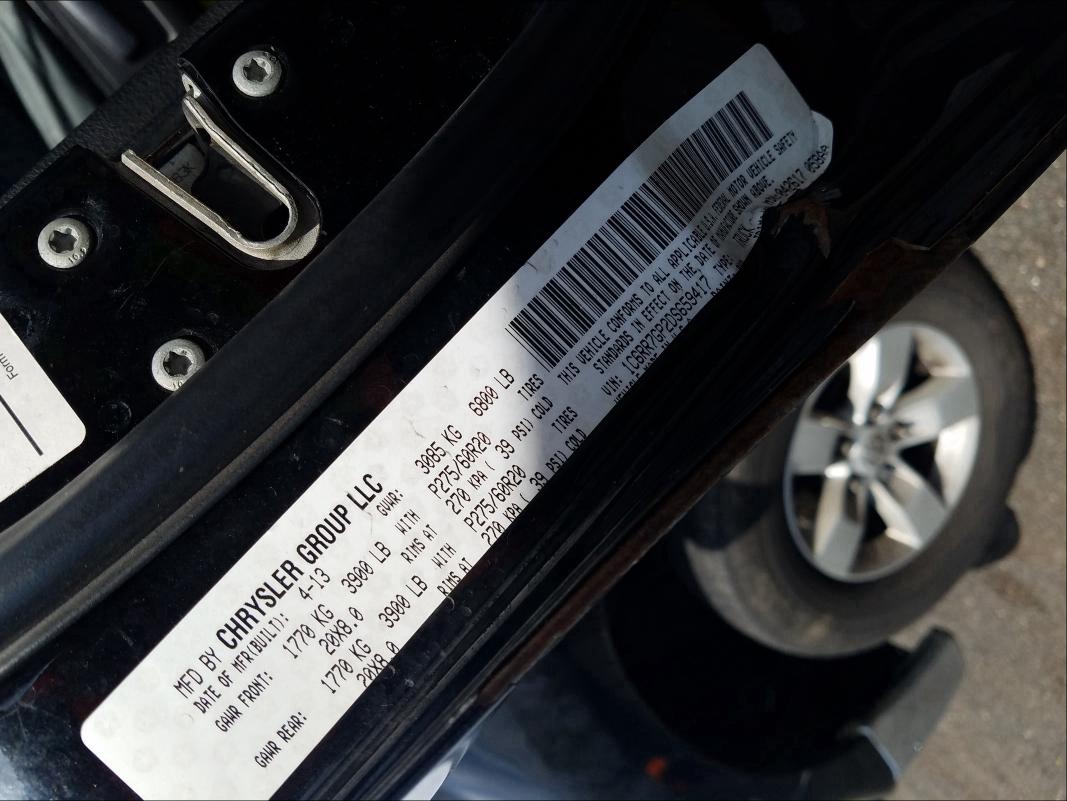 MFD BY CHRYSLER GROUP LLC
DATE OF MFR(BUILT): 4-13 GVWR: 3085 KG 6800 LB
GAWR FRONT: 1770 KG 3900 LB WITH P275/60R20 TIRES
20X8.0 RIMS AT 270 KPA( 39 PSI) COLD
GAWR REAR: 1770 KG 3900 LB WITH P275/60R20 TIRES
20X8.0 RIMS AT 270 KPA ( 39 PSI) COLD
THIS VEHICLE CONFORMS TO ALL APPLICABLE U.S.A. FEDERAL MOTOR VEHICLE SAFETY
STANDARDS IN EFFECT ON THE DATE OF MANUFACTURE SHOWN ABOVE.
VIN: 1C6RR7GP2DS659417 TYPE: TRUCK